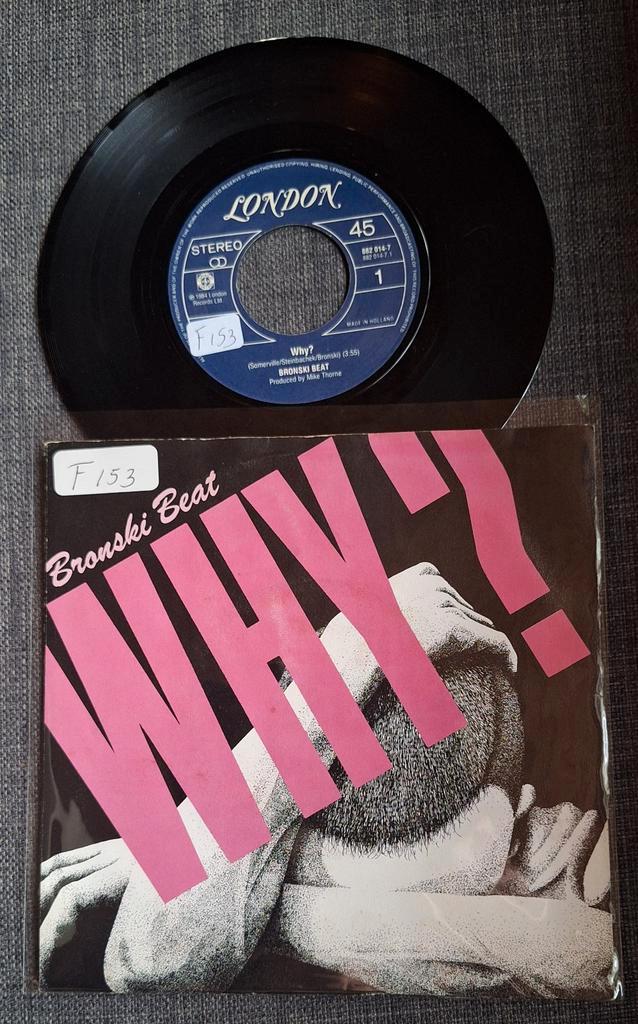 LONDON
STEREO
45
882 014-7
882 014-7.1
1
℗ 1984 London
Records Ltd
MADE IN HOLLAND
F153
Why?
(Somerville/Steinbachek/Bronski) (3:55)
BRONSKI BEAT
Produced by Mike Thorne
F153
Bronski Beat
WHY?